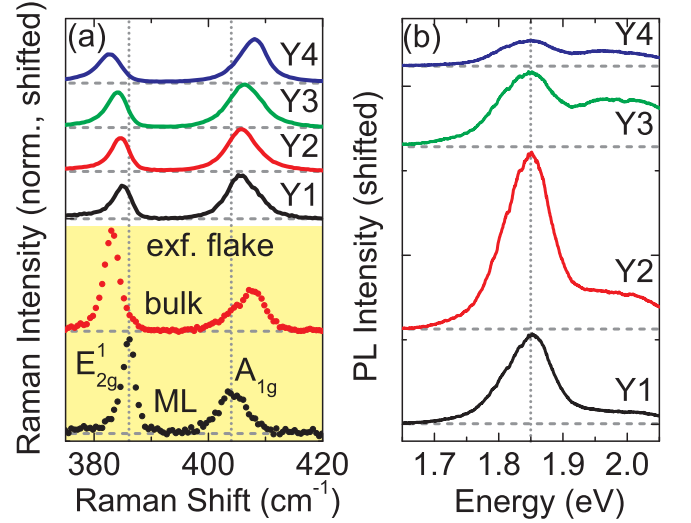 (a)
Y4
Y3
Y2
Y1
exf. flake
bulk
E¹₂g
A₁g
ML
380 400 420
Raman Shift (cm⁻¹)
Raman Intensity (norm., shifted)
(b)
Y4
Y3
Y2
Y1
1.7 1.8 1.9 2.0
Energy (eV)
PL Intensity (shifted)